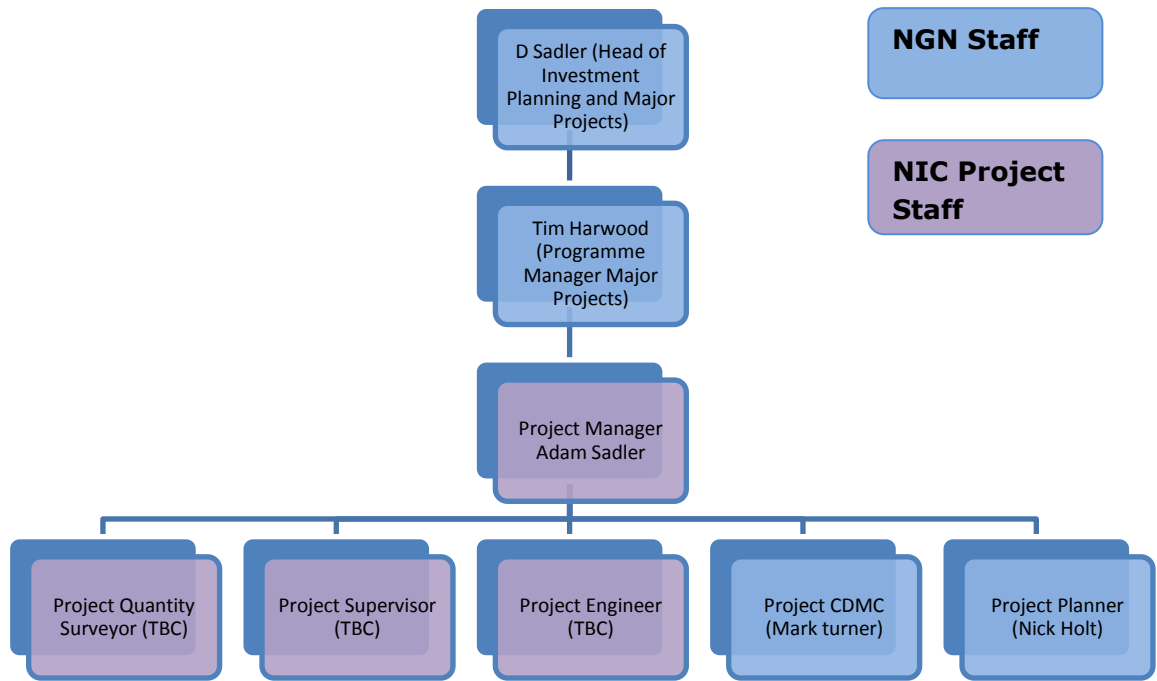 D Sadler (Head of
Investment
Planning and Major
Projects)
NGN Staff
NIC Project
Staff
Tim Harwood
(Programme
Manager Major
Projects)
Project Manager
Adam Sadler
Project Quantity
Surveyor (TBC)
Project Supervisor
(TBC)
Project Engineer
(TBC)
Project CDMC
(Mark turner)
Project Planner
(Nick Holt)